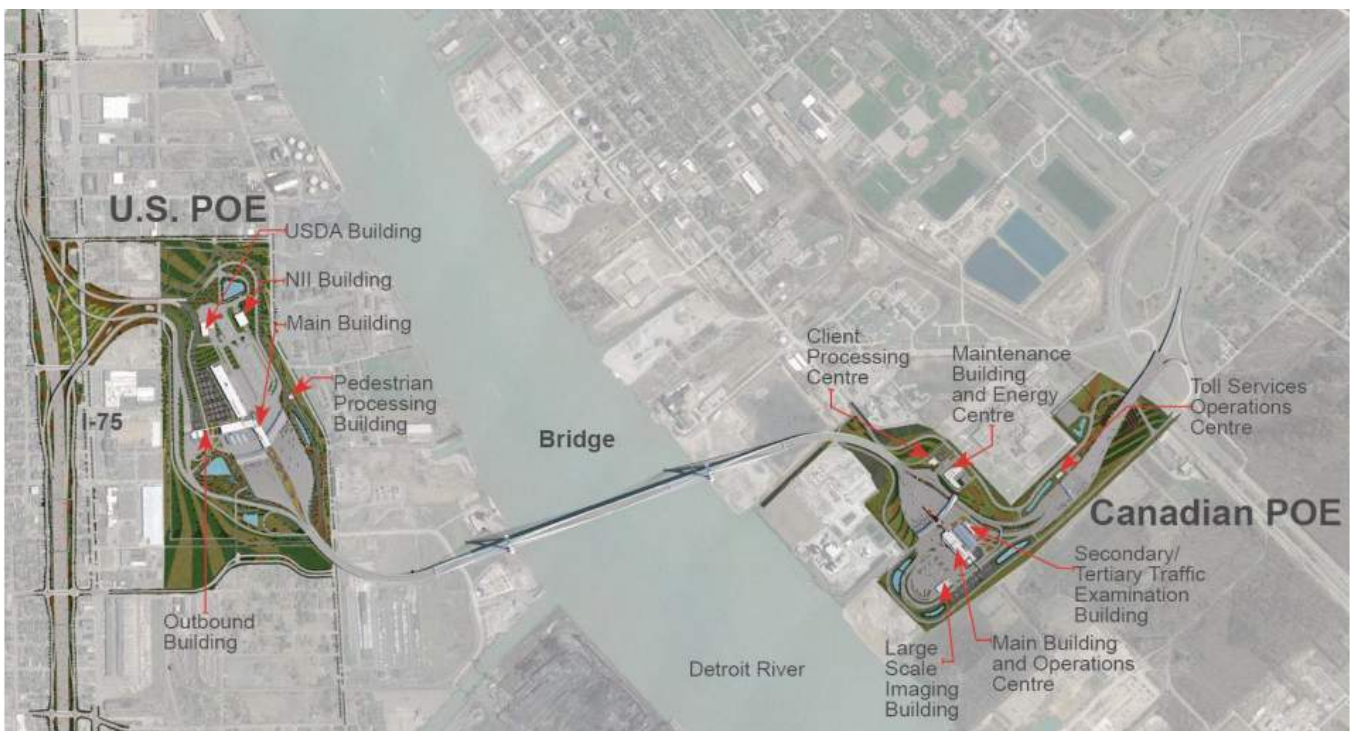 U.S. POE
USDA Building
NII Building
Main Building
Pedestrian
Processing
Building
I-75
Outbound
Building
Bridge
Detroit River
Client
Processing
Centre
Maintenance
Building
and Energy
Centre
Toll Services
Operations
Centre
Canadian POE
Secondary/
Tertiary Traffic
Examination
Building
Main Building
and Operations
Centre
Large
Scale
Imaging
Building